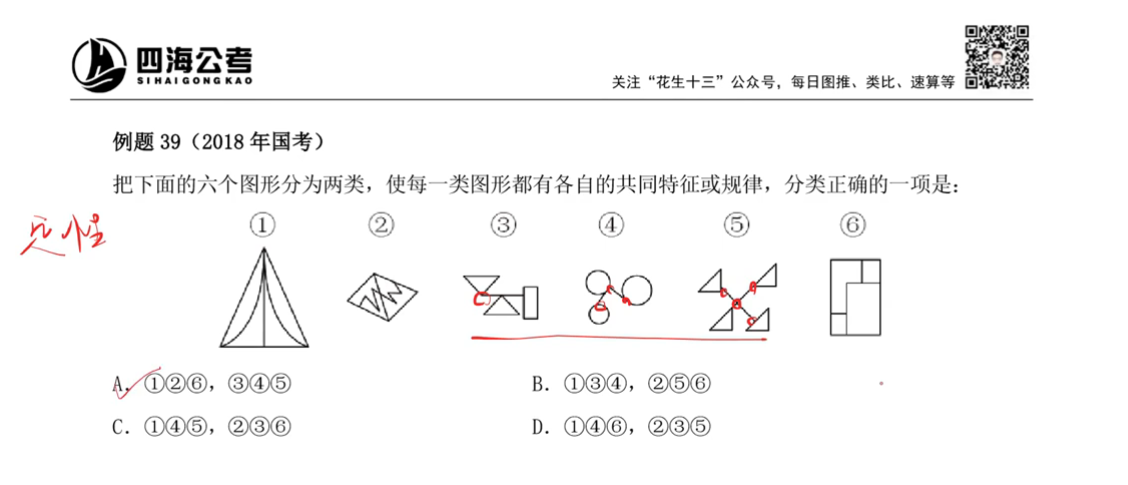 四海公考
SIHAIGONGKAO
关注“花生十三”公众号，每日图推、类比、速算等
例题 39（2018 年国考）
把下面的六个图形分为两类，使每一类图形都有各自的共同特征或规律，分类正确的一项是：
① ② ③ ④ ⑤ ⑥
A. ①②⑥，③④⑤
B. ①③④，②⑤⑥
C. ①④⑤，②③⑥
D. ①④⑥，②③⑤